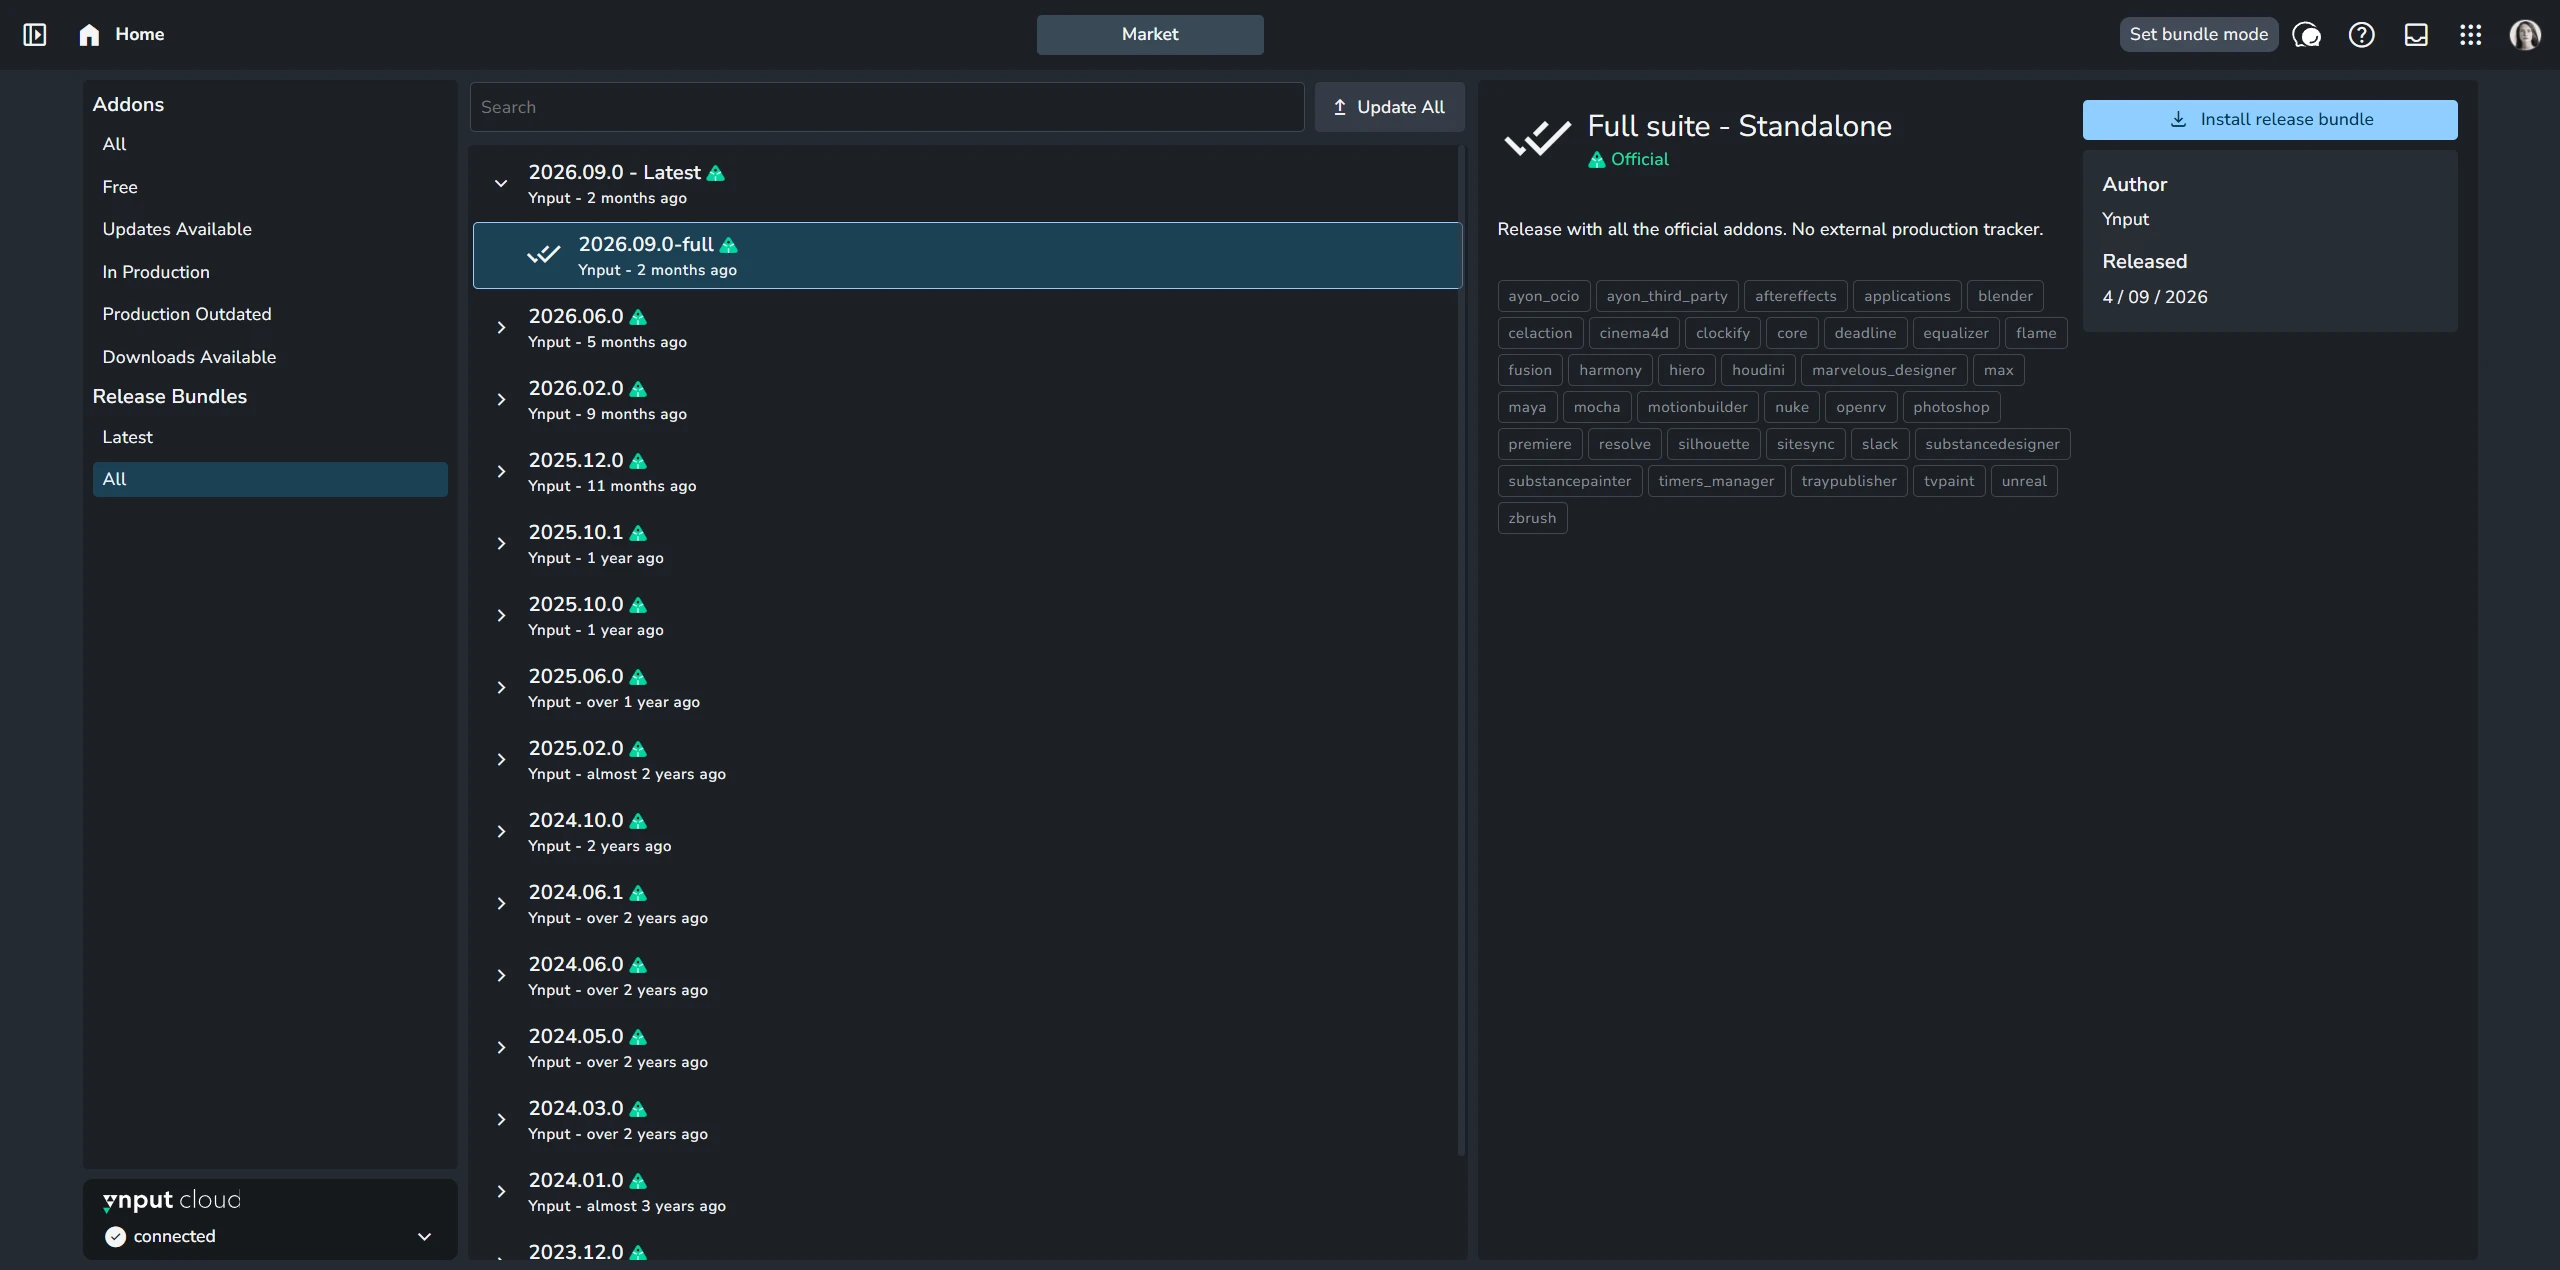 Home
Market
Set bundle mode
Addons
All
Free
Updates Available
In Production
Production Outdated
Downloads Available
Release Bundles
Latest
All
ynput cloud
connected
Search
Update All
2026.09.0 - Latest
Ynput - 2 months ago
2026.09.0-full
Ynput - 2 months ago
2026.06.0
Ynput - 5 months ago
2026.02.0
Ynput - 9 months ago
2025.12.0
Ynput - 11 months ago
2025.10.1
Ynput - 1 year ago
2025.10.0
Ynput - 1 year ago
2025.06.0
Ynput - over 1 year ago
2025.02.0
Ynput - almost 2 years ago
2024.10.0
Ynput - 2 years ago
2024.06.1
Ynput - over 2 years ago
2024.06.0
Ynput - over 2 years ago
2024.05.0
Ynput - over 2 years ago
2024.03.0
Ynput - over 2 years ago
2024.01.0
Ynput - almost 3 years ago
2023.12.0
Full suite - Standalone
Official
Release with all the official addons. No external production tracker.
ayon_ocio ayon_third_party aftereffects applications blender
celaction cinema4d clockify core deadline equalizer flame
fusion harmony hiero houdini marvelous_designer max
maya mocha motionbuilder nuke openrv photoshop
premiere resolve silhouette sitesync slack substancedesigner
substancepainter timers_manager traypublisher tvpaint unreal
zbrush
Install release bundle
Author
Ynput
Released
4 / 09 / 2026